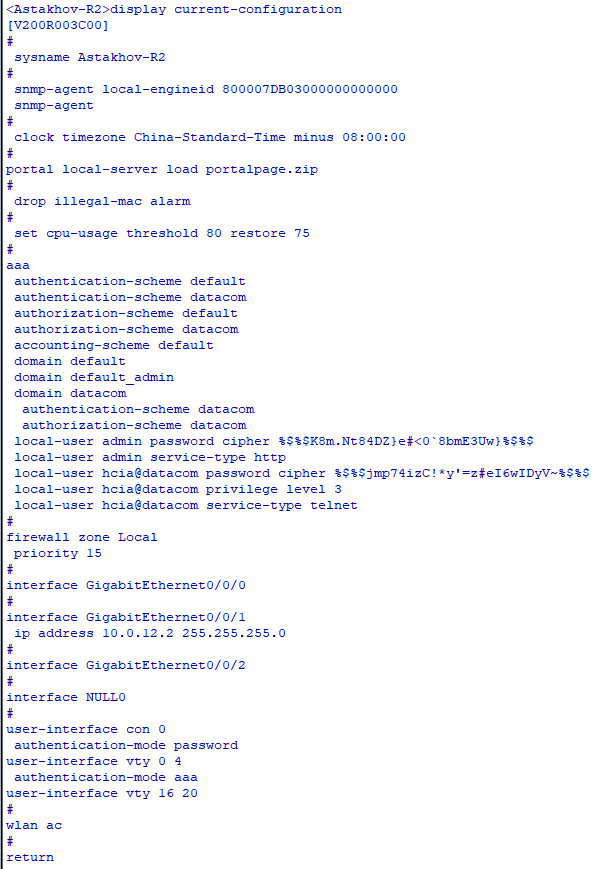 <Astakhov-R2>display current-configuration
[V200R003C00]
#
 sysname Astakhov-R2
#
 snmp-agent local-engineid 800007DB03000000000000
 snmp-agent
#
 clock timezone China-Standard-Time minus 08:00:00
#
portal local-server load portalpage.zip
#
 drop illegal-mac alarm
#
 set cpu-usage threshold 80 restore 75
#
aaa
 authentication-scheme default
 authentication-scheme datacom
 authorization-scheme default
 authorization-scheme datacom
 accounting-scheme default
 domain default
 domain default_admin
 domain datacom
  authentication-scheme datacom
  authorization-scheme datacom
 local-user admin password cipher %$%$K8m.Nt84DZ}e#<0`8bmE3Uw}%$%$
 local-user admin service-type http
 local-user hcia@datacom password cipher %$%$jmp74izC!*y'=z#eI6wIDyV~%$%$
 local-user hcia@datacom privilege level 3
 local-user hcia@datacom service-type telnet
#
firewall zone Local
 priority 15
#
interface GigabitEthernet0/0/0
#
interface GigabitEthernet0/0/1
 ip address 10.0.12.2 255.255.255.0
#
interface GigabitEthernet0/0/2
#
interface NULL0
#
user-interface con 0
 authentication-mode password
user-interface vty 0 4
 authentication-mode aaa
user-interface vty 16 20
#
wlan ac
#
return